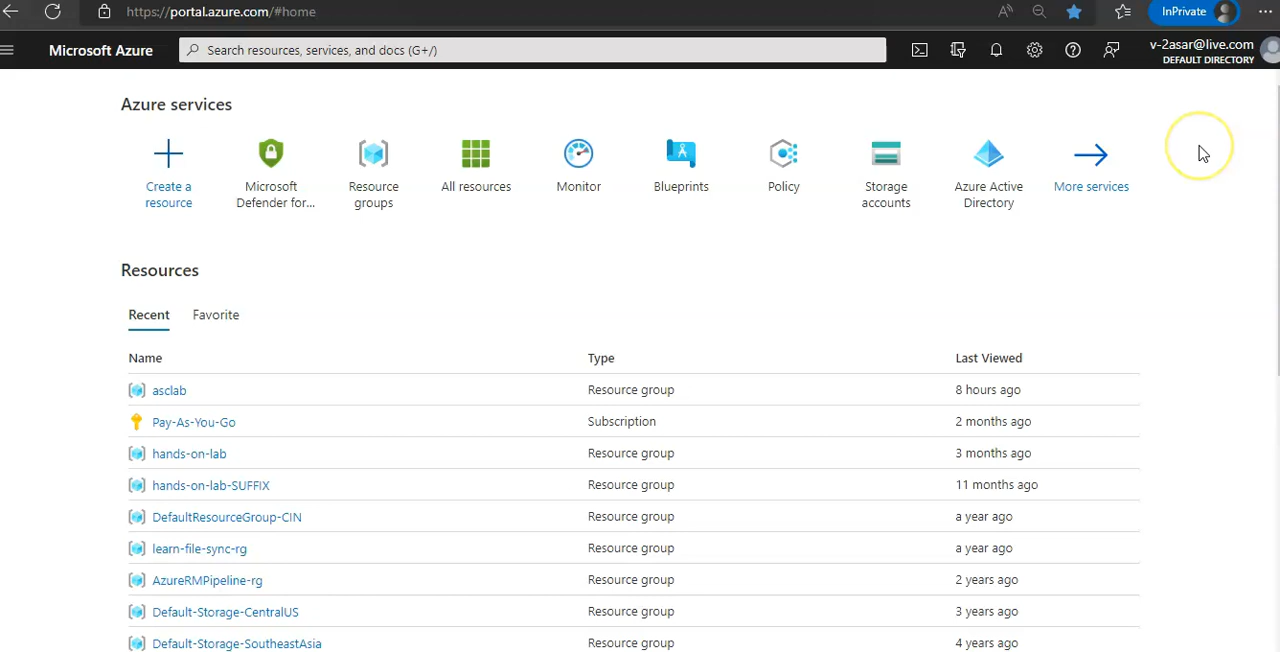 https://portal.azure.com/#home
InPrivate
Microsoft Azure
Search resources, services, and docs (G+/)
v-2asar@live.com
DEFAULT DIRECTORY
Azure services
Create a resource
Microsoft Defender for...
Resource groups
All resources
Monitor
Blueprints
Policy
Storage accounts
Azure Active Directory
More services
Resources
Recent Favorite
Name Type Last Viewed
asclab Resource group 8 hours ago
Pay-As-You-Go Subscription 2 months ago
hands-on-lab Resource group 3 months ago
hands-on-lab-SUFFIX Resource group 11 months ago
DefaultResourceGroup-CIN Resource group a year ago
learn-file-sync-rg Resource group a year ago
AzureRMPipeline-rg Resource group 2 years ago
Default-Storage-CentralUS Resource group 3 years ago
Default-Storage-SoutheastAsia Resource group 4 years ago